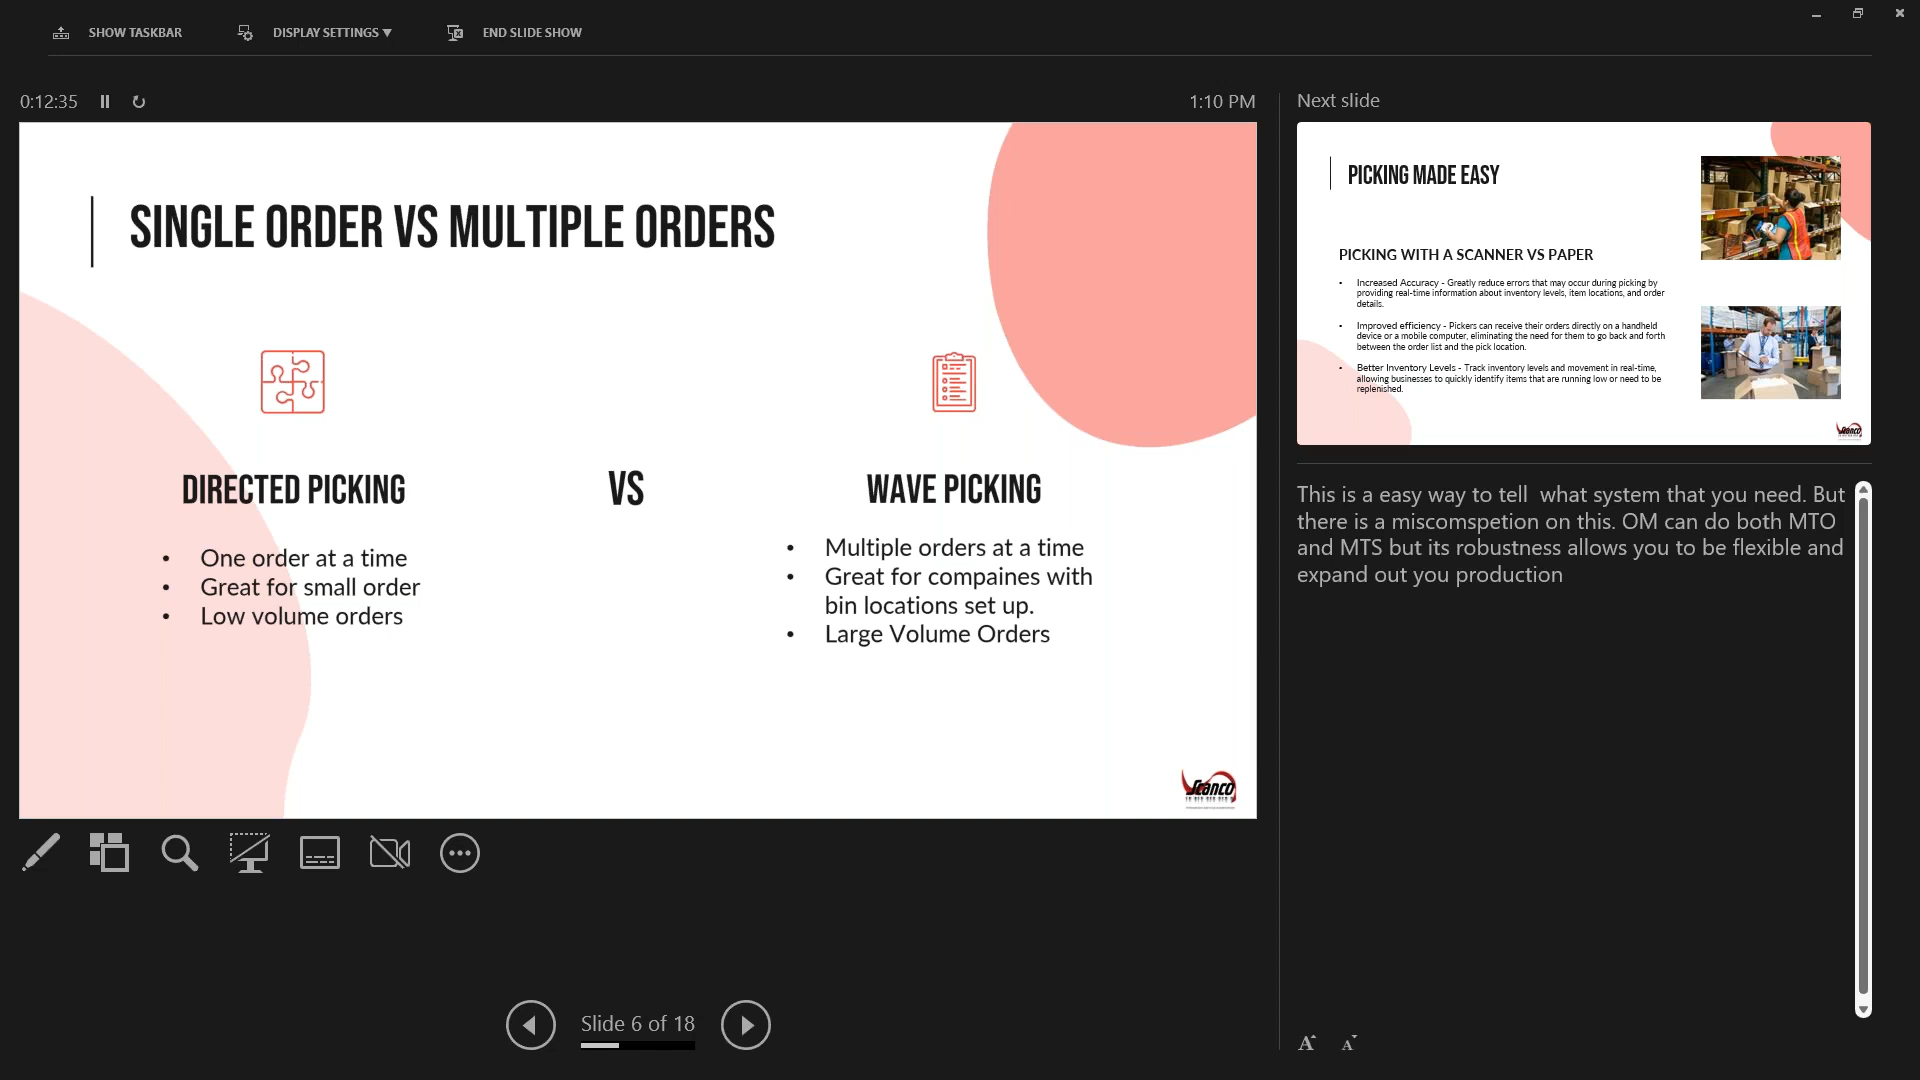 SHOW TASKBAR
DISPLAY SETTINGS
END SLIDE SHOW
0:12:35
1:10 PM
SINGLE ORDER VS MULTIPLE ORDERS
DIRECTED PICKING
• One order at a time
• Great for small order
• Low volume orders
VS
WAVE PICKING
• Multiple orders at a time
• Great for compaines with
bin locations set up.
• Large Volume Orders
Scanco
Slide 6 of 18
Next slide
PICKING MADE EASY
PICKING WITH A SCANNER VS PAPER
• Increased Accuracy - Greatly reduce errors that may occur during picking by
providing real-time information about inventory levels, item locations, and order
details.
• Improved efficiency - Pickers can receive their orders directly on a handheld
device or a mobile computer, eliminating the need for them to go back and forth
between the order list and the pick location.
• Better Inventory Levels - Track inventory levels and movement in real-time,
allowing businesses to quickly identify items that are running low or need to be
replenished.
Scanco
This is a easy way to tell  what system that you need. But
there is a miscomspetion on this. OM can do both MTO
and MTS but its robustness allows you to be flexible and
expand out you production
A A